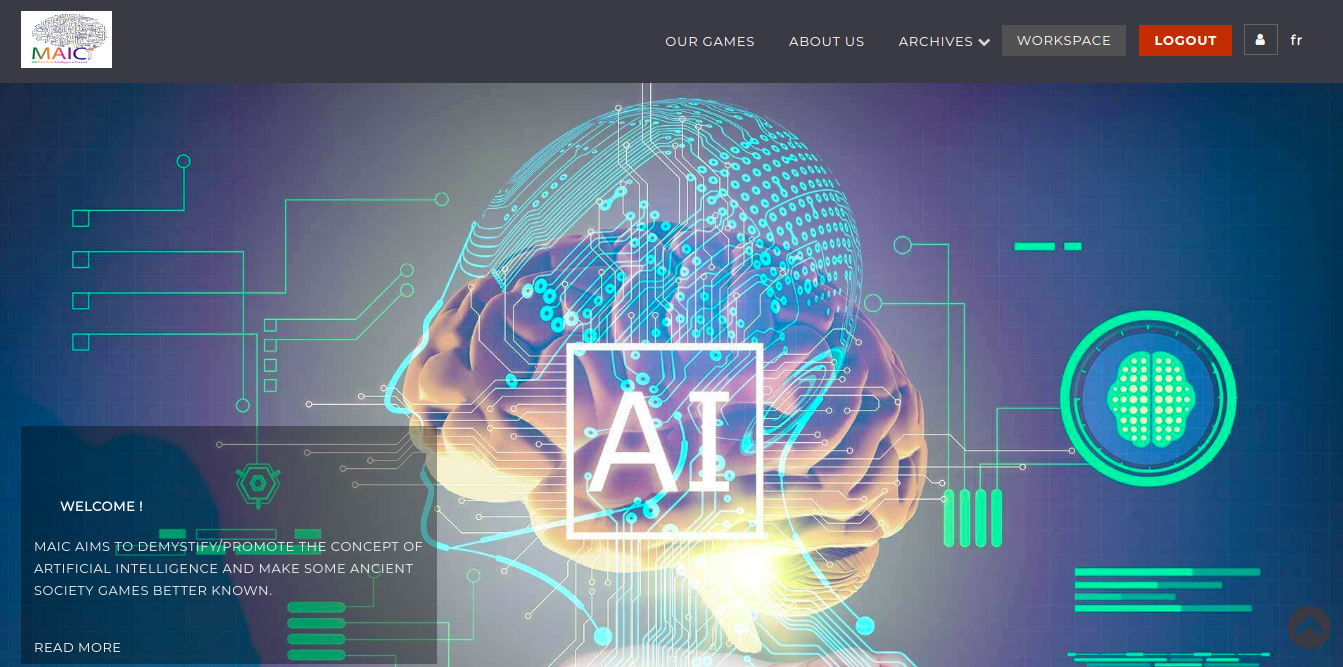 MAIC
OUR GAMES
ABOUT US
ARCHIVES
WORKSPACE
LOGOUT
fr
AI
WELCOME !
MAIC AIMS TO DEMYSTIFY/PROMOTE THE CONCEPT OF
ARTIFICIAL INTELLIGENCE AND MAKE SOME ANCIENT
SOCIETY GAMES BETTER KNOWN.
READ MORE